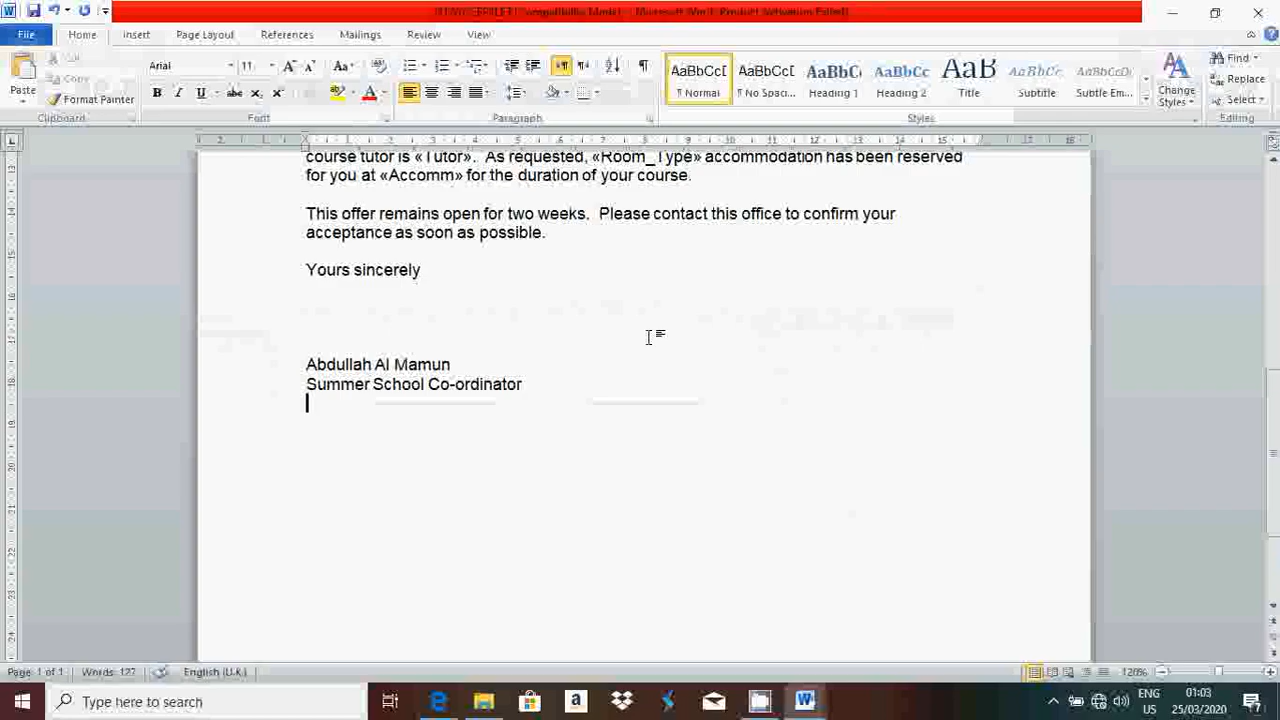 File
Home
Insert
Page Layout
References
Mailings
Review
View
Cut
Copy
Paste
Format Painter
Clipboard
Arial
11
Font
Paragraph
AaBbCcI
AaBbCcI
AaBbC
AaBbCc
AaB
AaBbCcI
AaBbCcDc
¶ Normal
¶ No Spaci...
Heading 1
Heading 2
Title
Subtitle
Subtle Em...
Change
Styles
Styles
Find
Replace
Select
Editing
course tutor is «Tutor». As requested, «Room_Type» accommodation has been reserved
for you at «Accomm» for the duration of your course.
This offer remains open for two weeks. Please contact this office to confirm your
acceptance as soon as possible.
Yours sincerely
Abdullah Al Mamun
Summer School Co-ordinator
Page: 1 of 1
Words: 127
English (U.K.)
120%
Type here to search
ENG
US
01:03
25/03/2020